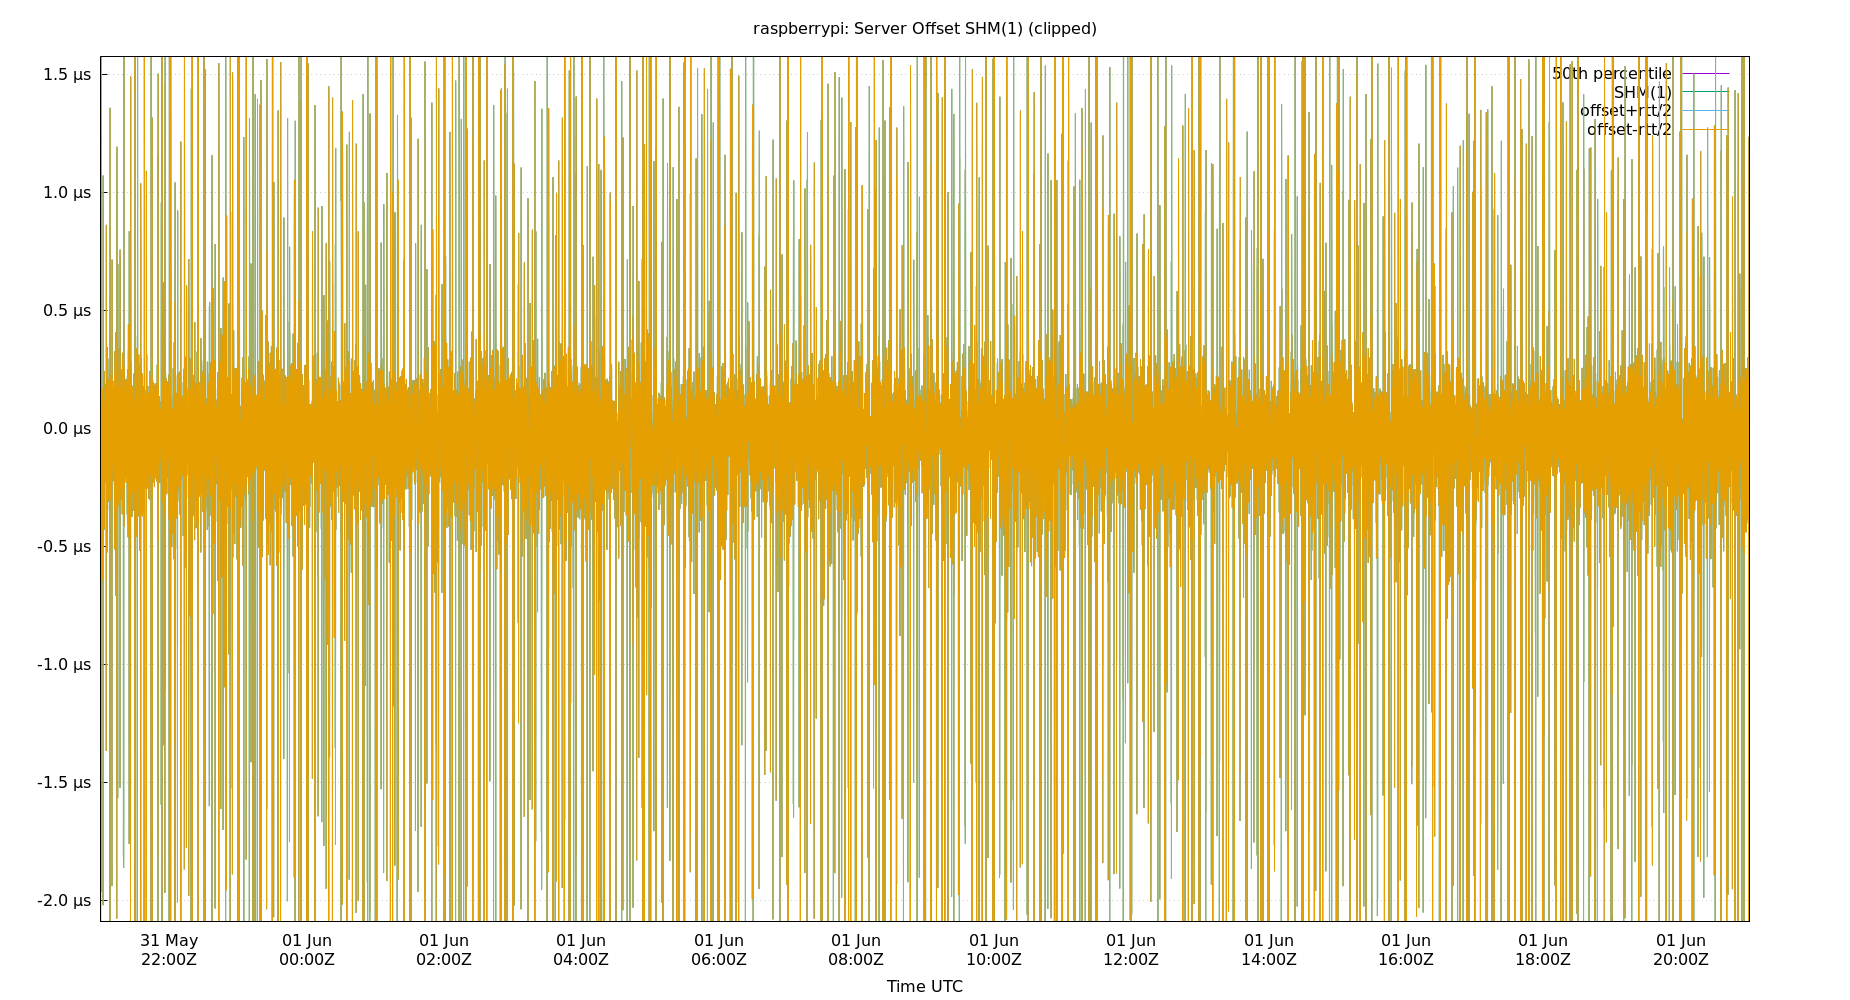 raspberrypi: Server Offset SHM(1) (clipped)
1.5 µs
1.0 µs
0.5 µs
0.0 µs
-0.5 µs
-1.0 µs
-1.5 µs
-2.0 µs
50th percentile
SHM(1)
offset+rtt/2
offset-rtt/2
31 May 01 Jun 01 Jun 01 Jun 01 Jun 01 Jun 01 Jun 01 Jun 01 Jun 01 Jun 01 Jun 01 Jun
22:00Z 00:00Z 02:00Z 04:00Z 06:00Z 08:00Z 10:00Z 12:00Z 14:00Z 16:00Z 18:00Z 20:00Z
Time UTC